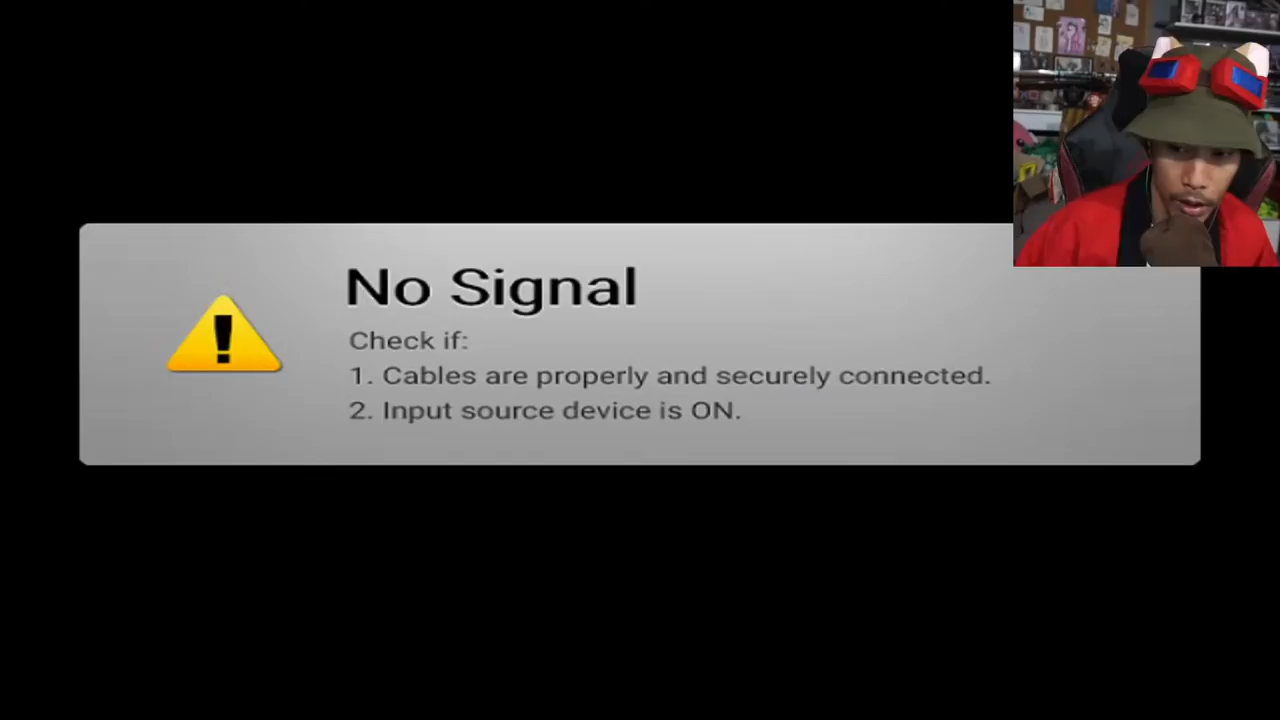 No Signal
Check if:
1. Cables are properly and securely connected.
2. Input source device is ON.